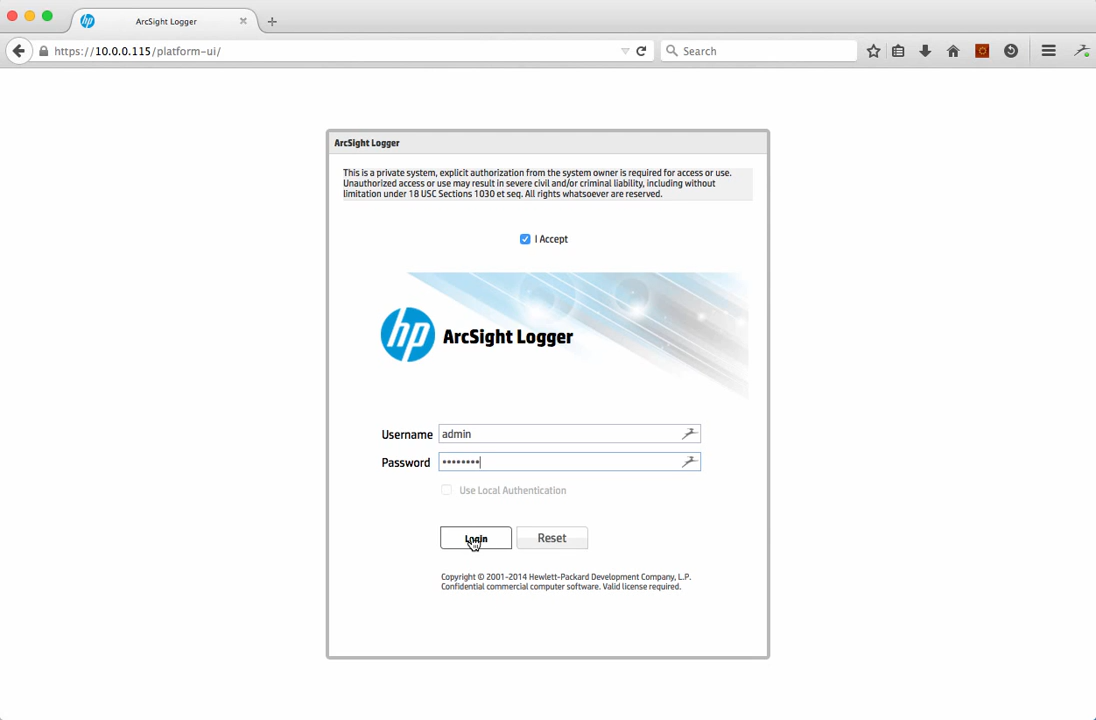 ArcSight Logger
https://10.0.0.115/platform-ui/
Search
ArcSight Logger
This is a private system, explicit authorization from the system owner is required for access or use.
Unauthorized access or use may result in severe civil and/or criminal liability, including without
limitation under 18 USC Sections 1030 et seq. All rights whatsoever are reserved.
I Accept
hp ArcSight Logger
Username admin
Password ••••••••
Use Local Authentication
Login Reset
Copyright © 2001-2014 Hewlett-Packard Development Company, L.P.
Confidential commercial computer software. Valid license required.